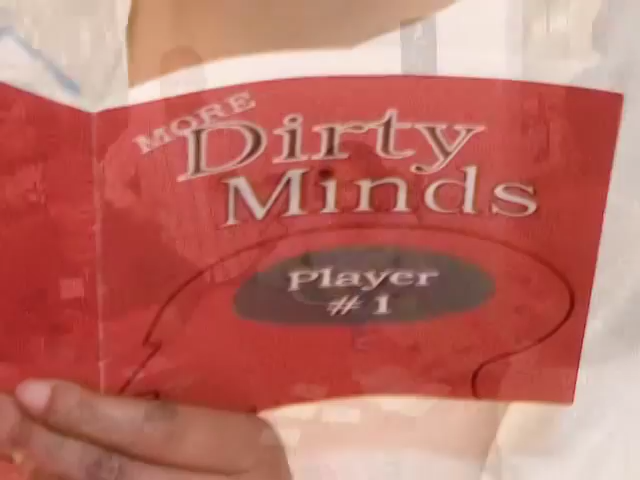 MORE
Dirty
Minds
Player
# 1